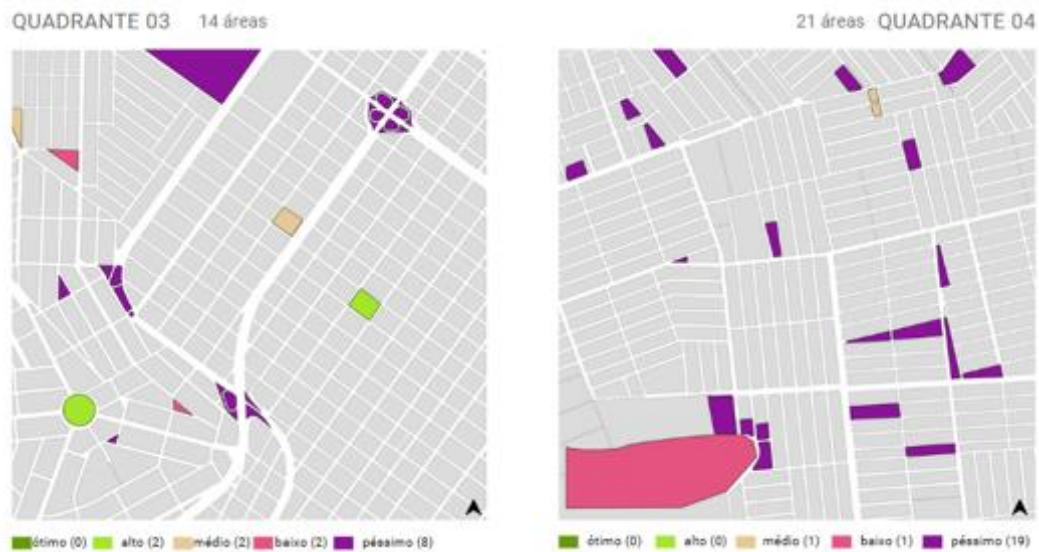 QUADRANTE 03 14 áreas
21 áreas QUADRANTE 04
ótimo (0) alto (2) médio (2) baixo (2) péssimo (8)
ótimo (0) alto (0) médio (1) baixo (1) péssimo (19)